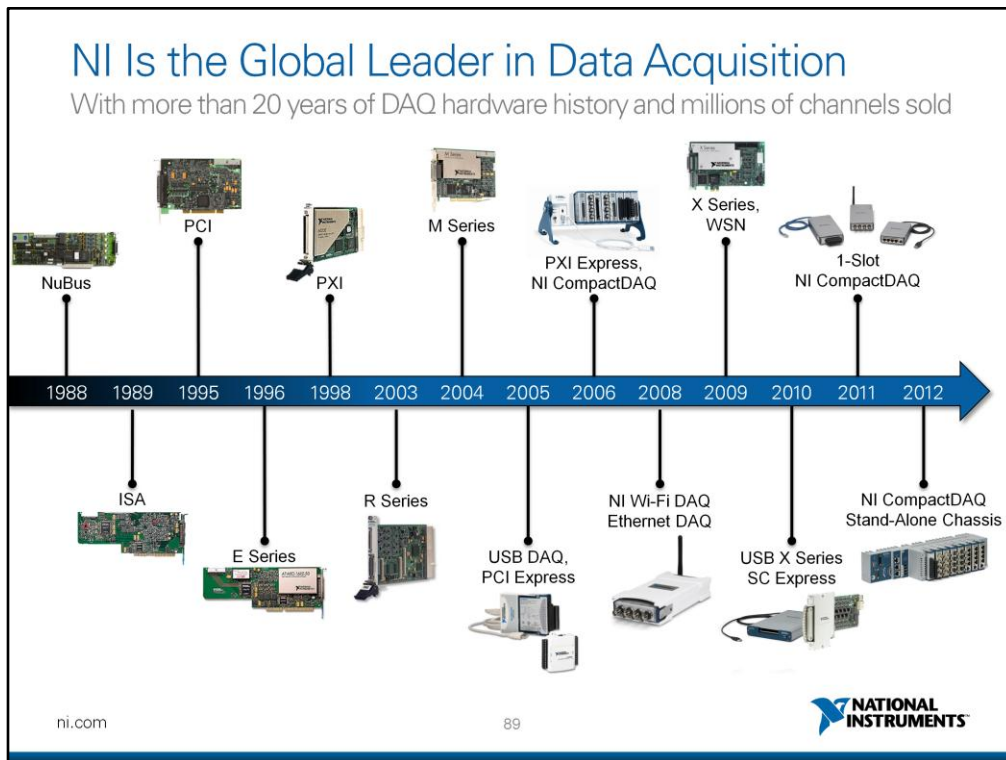 NI Is the Global Leader in Data Acquisition
With more than 20 years of DAQ hardware history and millions of channels sold
NuBus
PCI
PXI
M Series
PXI Express,
NI CompactDAQ
X Series,
WSN
1-Slot
NI CompactDAQ
1988 1989 1995 1996 1998 2003 2004 2005 2006 2008 2009 2010 2011 2012
ISA
E Series
R Series
USB DAQ,
PCI Express
NI Wi-Fi DAQ
Ethernet DAQ
USB X Series
SC Express
NI CompactDAQ
Stand-Alone Chassis
ni.com
89
NATIONAL
INSTRUMENTS™